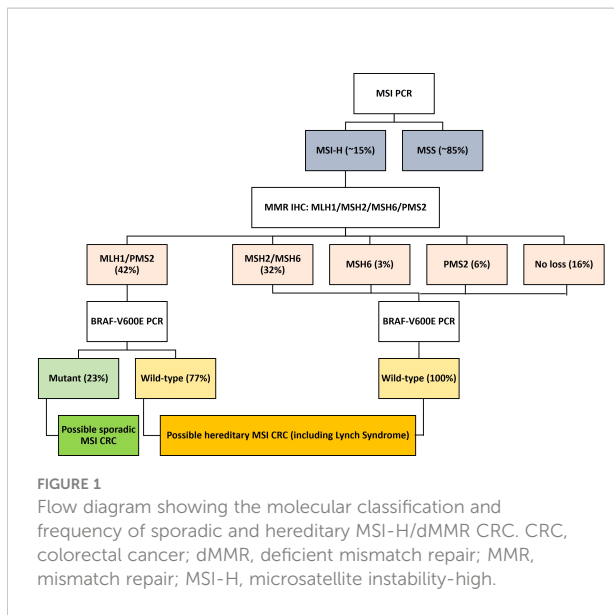 MSI PCR
MSI-H (~15%)
MSS (~85%)
MMR IHC: MLH1/MSH2/MSH6/PMS2
MLH1/PMS2
(42%)
MSH2/MSH6
(32%)
MSH6 (3%)
PMS2 (6%)
No loss (16%)
BRAF-V600E PCR
BRAF-V600E PCR
Mutant (23%)
Wild-type (77%)
Wild-type (100%)
Possible sporadic
MSI CRC
Possible hereditary MSI CRC (including Lynch Syndrome)
FIGURE 1
Flow diagram showing the molecular classification and
frequency of sporadic and hereditary MSI-H/dMMR CRC. CRC,
colorectal cancer; dMMR, deficient mismatch repair; MMR,
mismatch repair; MSI-H, microsatellite instability-high.